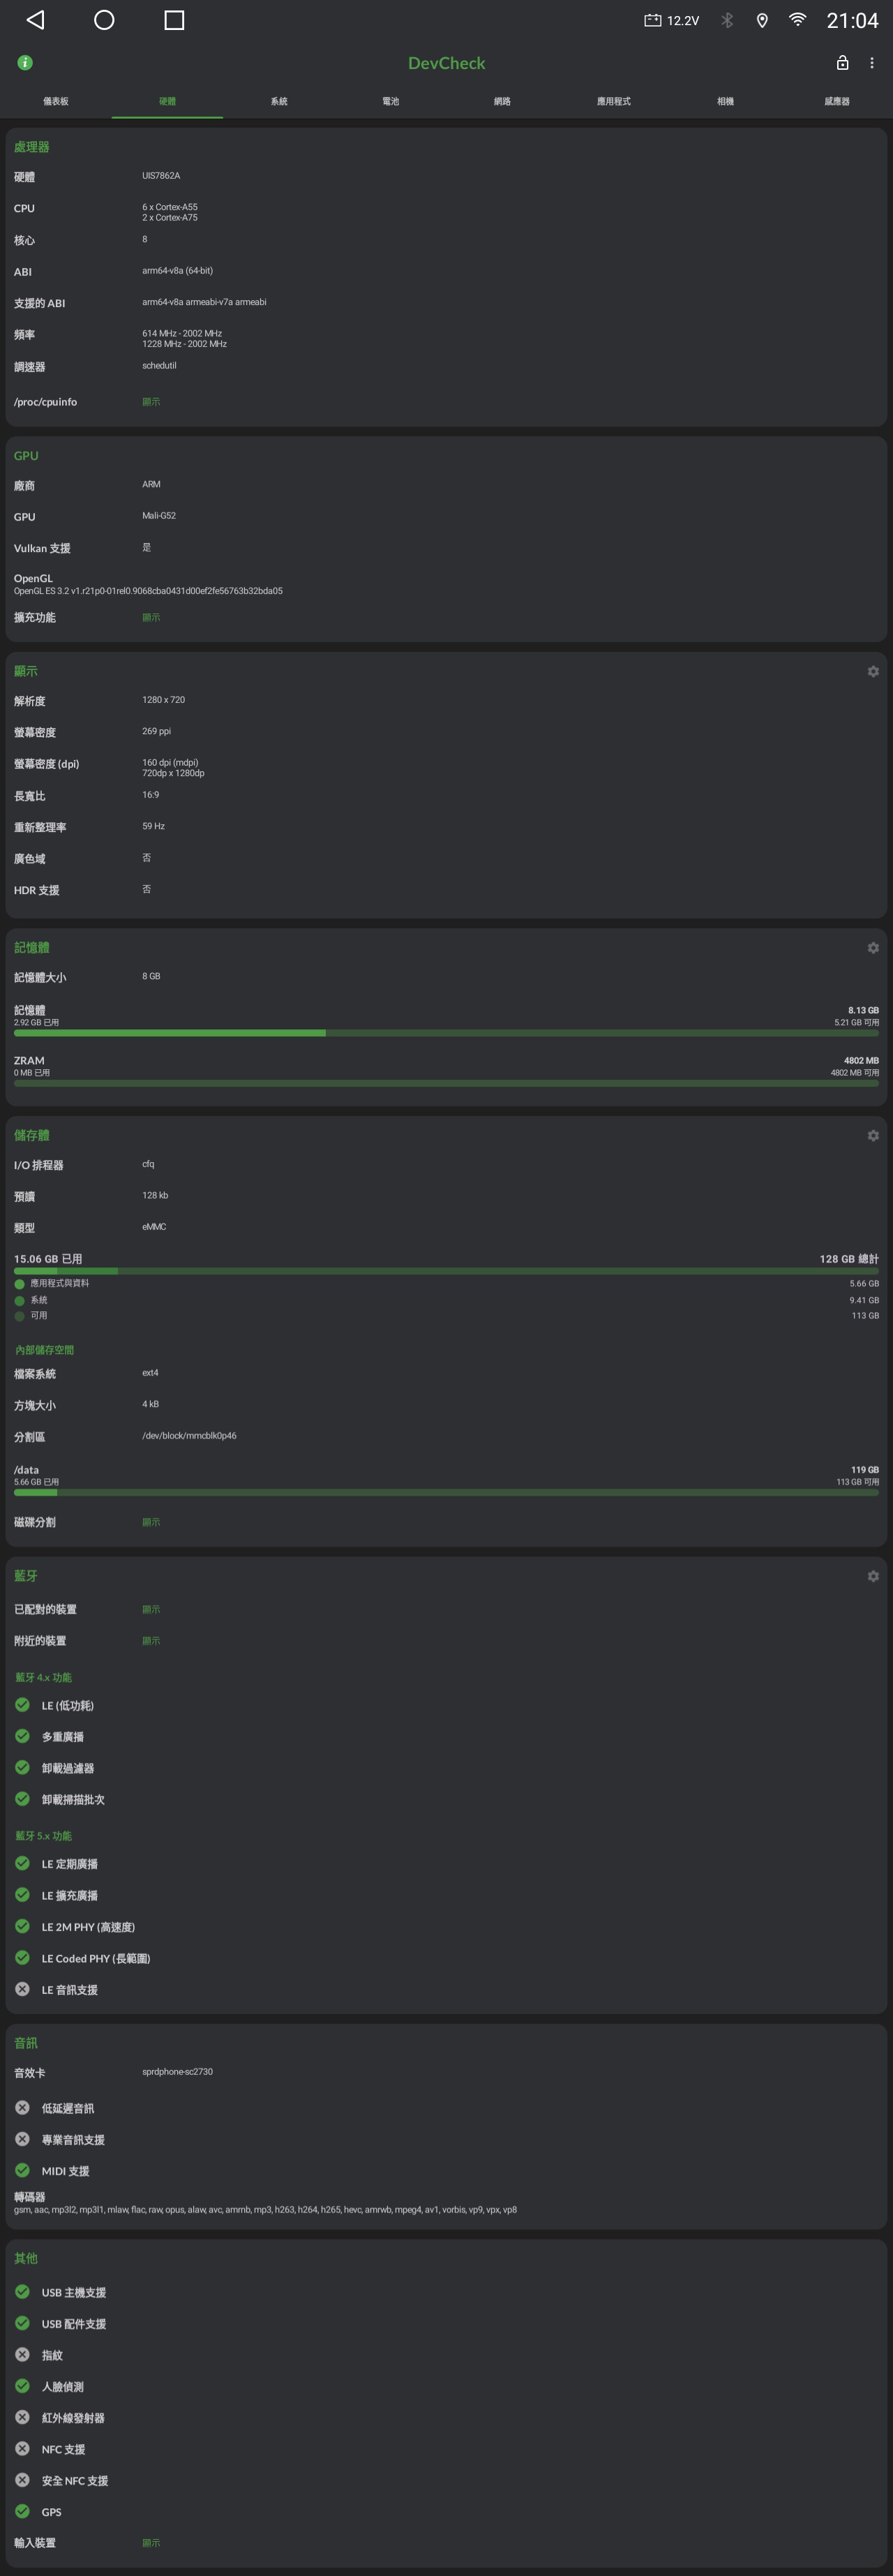 12.2V 21:04
DevCheck
儀表板 硬體 系統 電池 網路 應用程式 相機 感應器
處理器
硬體 UIS7862A
CPU 6 x Cortex-A55
2 x Cortex-A75
核心 8
ABI arm64-v8a (64-bit)
支援的 ABI arm64-v8a armeabi-v7a armeabi
頻率 614 MHz - 2002 MHz
1228 MHz - 2002 MHz
調速器 schedutil
/proc/cpuinfo 顯示
GPU
廠商 ARM
GPU Mali-G52
Vulkan 支援 是
OpenGL
OpenGL ES 3.2 v1.r21p0-01rel0.9068cba0431d00ef2fe56763b32bda05
擴充功能 顯示
顯示
解析度 1280 x 720
螢幕密度 269 ppi
螢幕密度 (dpi) 160 dpi (mdpi)
720dp x 1280dp
長寬比 16:9
重新整理率 59 Hz
廣色域 否
HDR 支援 否
記憶體
記憶體大小 8 GB
記憶體 8.13 GB
2.92 GB 已用 5.21 GB 可用
ZRAM 4802 MB
0 MB 已用 4802 MB 可用
儲存體
I/O 排程器 cfq
預讀 128 kb
類型 eMMC
15.06 GB 已用 128 GB 總計
應用程式與資料 5.66 GB
系統 9.41 GB
可用 113 GB
內部儲存空間
檔案系統 ext4
方塊大小 4 kB
分割區 /dev/block/mmcblk0p46
/data 119 GB
5.66 GB 已用 113 GB 可用
磁碟分割 顯示
藍牙
已配對的裝置 顯示
附近的裝置 顯示
藍牙 4.x 功能
LE (低功耗)
多重廣播
卸載過濾器
卸載掃描批次
藍牙 5.x 功能
LE 定期廣播
LE 擴充廣播
LE 2M PHY (高速度)
LE Coded PHY (長範圍)
LE 音訊支援
音訊
音效卡 sprdphone-sc2730
低延遲音訊
專業音訊支援
MIDI 支援
轉碼器
gsm, aac, mp3l2, mp3l1, mlaw, flac, raw, opus, alaw, avc, amrnb, mp3, h263, h264, h265, hevc, amrwb, mpeg4, av1, vorbis, vp9, vpx, vp8
其他
USB 主機支援
USB 配件支援
指紋
人臉偵測
紅外線發射器
NFC 支援
安全 NFC 支援
GPS
輸入裝置 顯示